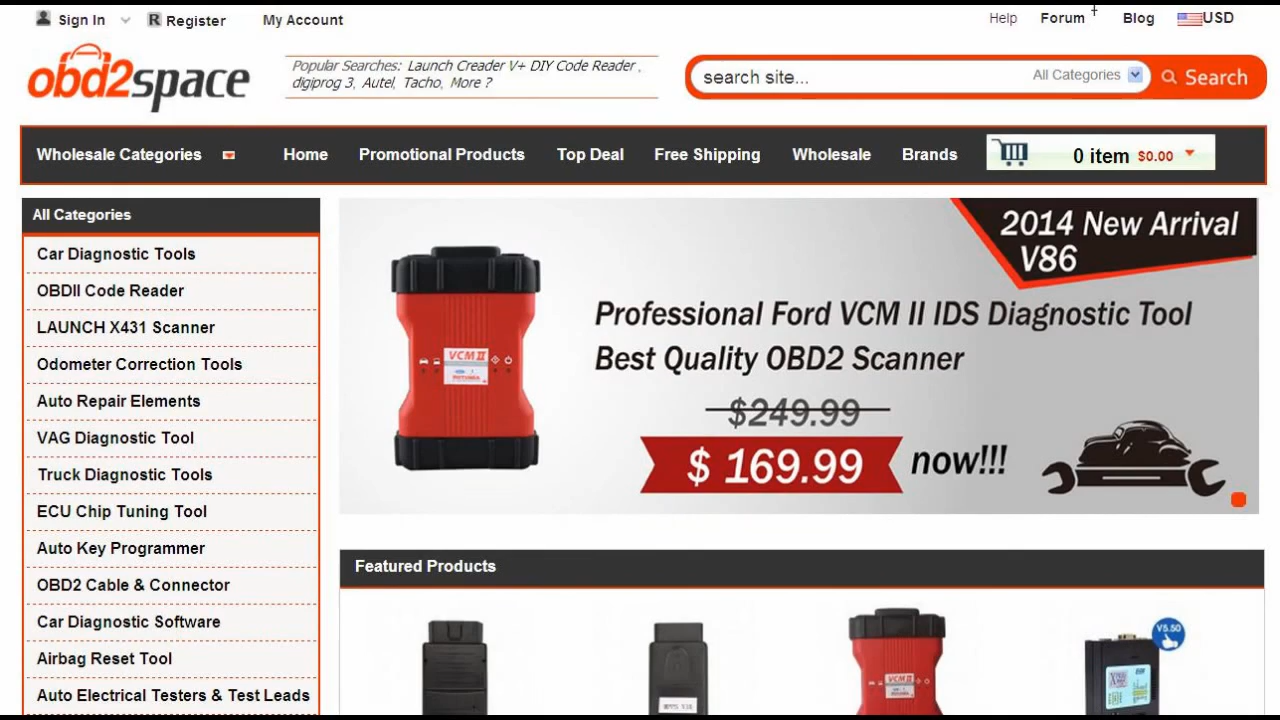 Sign In
R Register
My Account
Help
Forum
Blog
USD
obd2space
Popular Searches: Launch Creader V+ DIY Code Reader ,
digiprog 3, Autel, Tacho, More ?
search site...
All Categories
Search
Wholesale Categories
Home
Promotional Products
Top Deal
Free Shipping
Wholesale
Brands
0 item $0.00
All Categories
Car Diagnostic Tools
OBDII Code Reader
LAUNCH X431 Scanner
Odometer Correction Tools
Auto Repair Elements
VAG Diagnostic Tool
Truck Diagnostic Tools
ECU Chip Tuning Tool
Auto Key Programmer
OBD2 Cable & Connector
Car Diagnostic Software
Airbag Reset Tool
Auto Electrical Testers & Test Leads
2014 New Arrival
V86
Professional Ford VCM II IDS Diagnostic Tool
Best Quality OBD2 Scanner
$249.99
$ 169.99 now!!!
VCM II
Featured Products
VCM II
V5.50